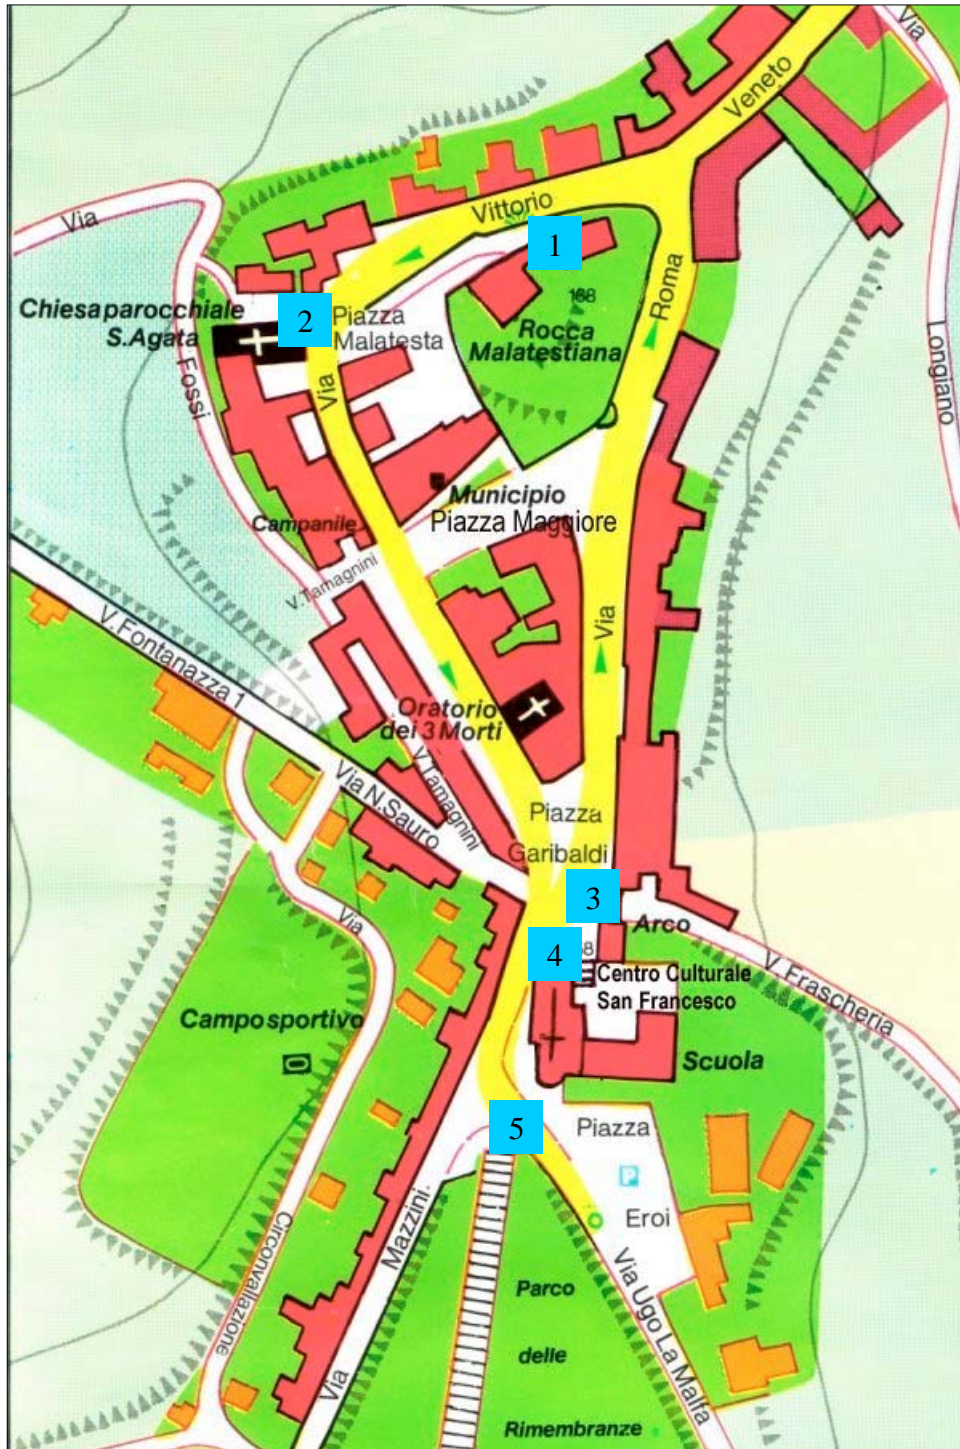 Via
Veneto
Via
Vittorio
1
Via
168
Roma
Chiesa parocchiale
S.Agata
2
Piazza
Malatesta
Rocca
Malatestiana
Longiano
Via
Fossi
Municipio
Piazza Maggiore
Campanile
V.Tamagnini
V. Fontanazza 1
Via
Oratorio
dei 3 Morti
V.Tamagnini
Via N.Sauro
Piazza
Garibaldi
3
Arco
Via
4
Centro Culturale
San Francesco
V. Frascheria
Campo sportivo
Scuola
5
Piazza
P
Eroi
Mazzini
Circonvallazione
Via Ugo La Malfa
Parco
delle
Via
Rimembranze